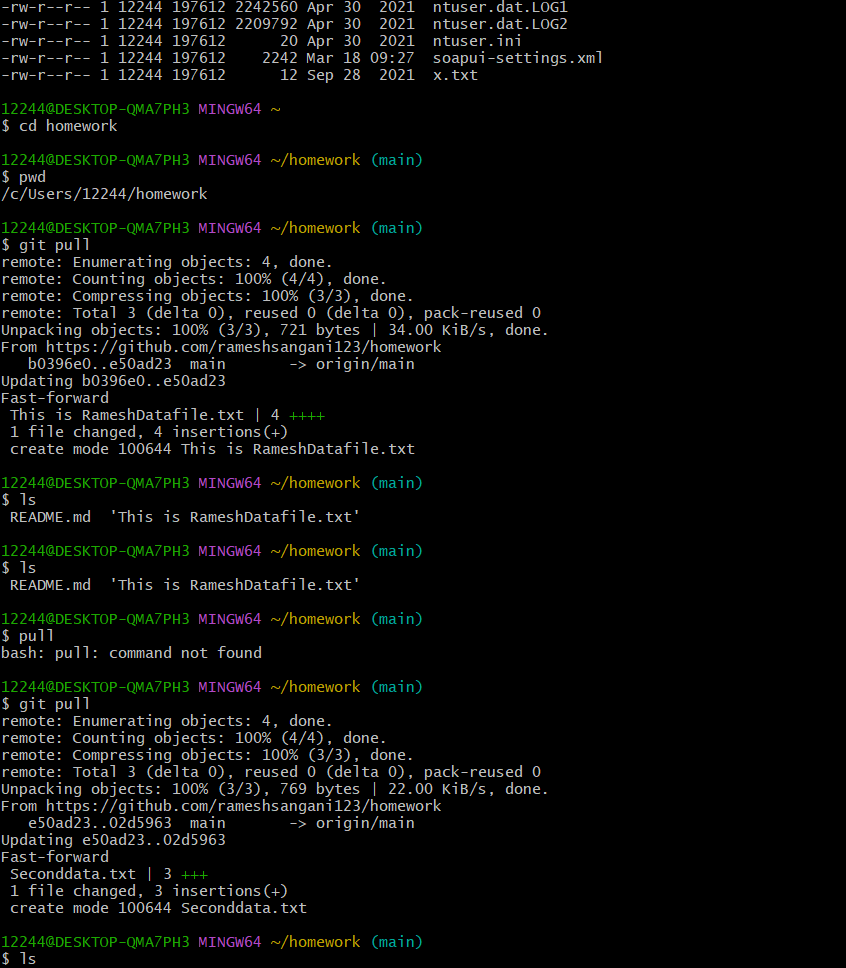 -rw-r--r-- 1 12244 197612 2242560 Apr 30  2021  ntuser.dat.LOG1
-rw-r--r-- 1 12244 197612 2209792 Apr 30  2021  ntuser.dat.LOG2
-rw-r--r-- 1 12244 197612      20 Apr 30  2021  ntuser.ini
-rw-r--r-- 1 12244 197612    2242 Mar 18 09:27  soapui-settings.xml
-rw-r--r-- 1 12244 197612      12 Sep 28  2021  x.txt
12244@DESKTOP-QMA7PH3 MINGW64 ~
$ cd homework
12244@DESKTOP-QMA7PH3 MINGW64 ~/homework (main)
$ pwd
/c/Users/12244/homework
12244@DESKTOP-QMA7PH3 MINGW64 ~/homework (main)
$ git pull
remote: Enumerating objects: 4, done.
remote: Counting objects: 100% (4/4), done.
remote: Compressing objects: 100% (3/3), done.
remote: Total 3 (delta 0), reused 0 (delta 0), pack-reused 0
Unpacking objects: 100% (3/3), 721 bytes | 34.00 KiB/s, done.
From https://github.com/rameshsangani123/homework
   b0396e0..e50ad23  main       -> origin/main
Updating b0396e0..e50ad23
Fast-forward
 This is RameshDatafile.txt | 4 ++++
 1 file changed, 4 insertions(+)
 create mode 100644 This is RameshDatafile.txt
12244@DESKTOP-QMA7PH3 MINGW64 ~/homework (main)
$ ls
 README.md  'This is RameshDatafile.txt'
12244@DESKTOP-QMA7PH3 MINGW64 ~/homework (main)
$ ls
 README.md  'This is RameshDatafile.txt'
12244@DESKTOP-QMA7PH3 MINGW64 ~/homework (main)
$ pull
bash: pull: command not found
12244@DESKTOP-QMA7PH3 MINGW64 ~/homework (main)
$ git pull
remote: Enumerating objects: 4, done.
remote: Counting objects: 100% (4/4), done.
remote: Compressing objects: 100% (3/3), done.
remote: Total 3 (delta 0), reused 0 (delta 0), pack-reused 0
Unpacking objects: 100% (3/3), 769 bytes | 22.00 KiB/s, done.
From https://github.com/rameshsangani123/homework
   e50ad23..02d5963  main       -> origin/main
Updating e50ad23..02d5963
Fast-forward
 Seconddata.txt | 3 +++
 1 file changed, 3 insertions(+)
 create mode 100644 Seconddata.txt
12244@DESKTOP-QMA7PH3 MINGW64 ~/homework (main)
$ ls